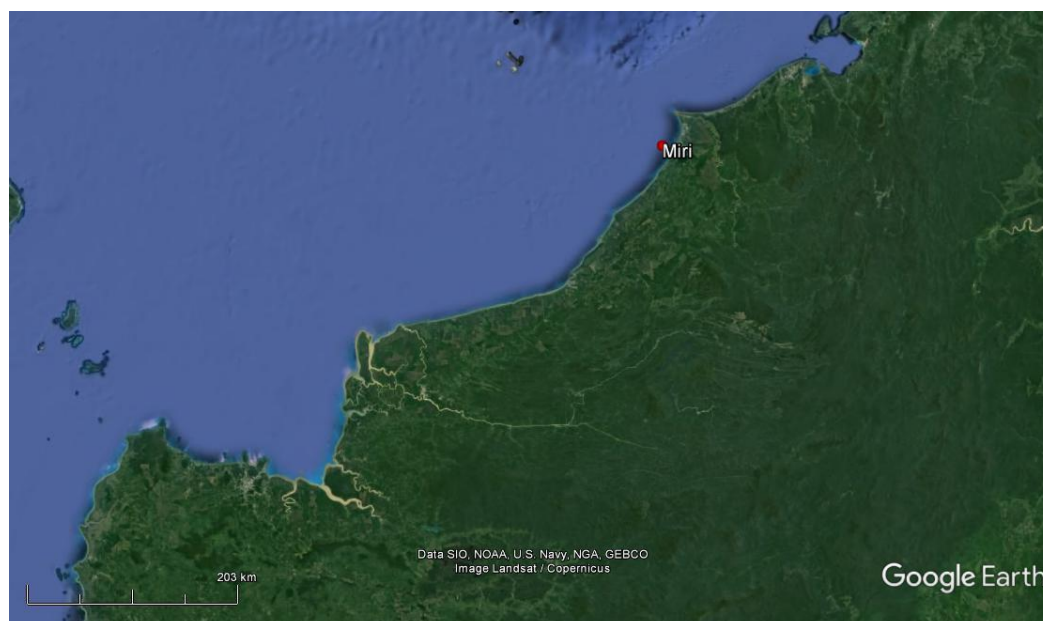 Miri
Data SIO, NOAA, U.S. Navy, NGA, GEBCO
Image Landsat / Copernicus
203 km
Google Earth